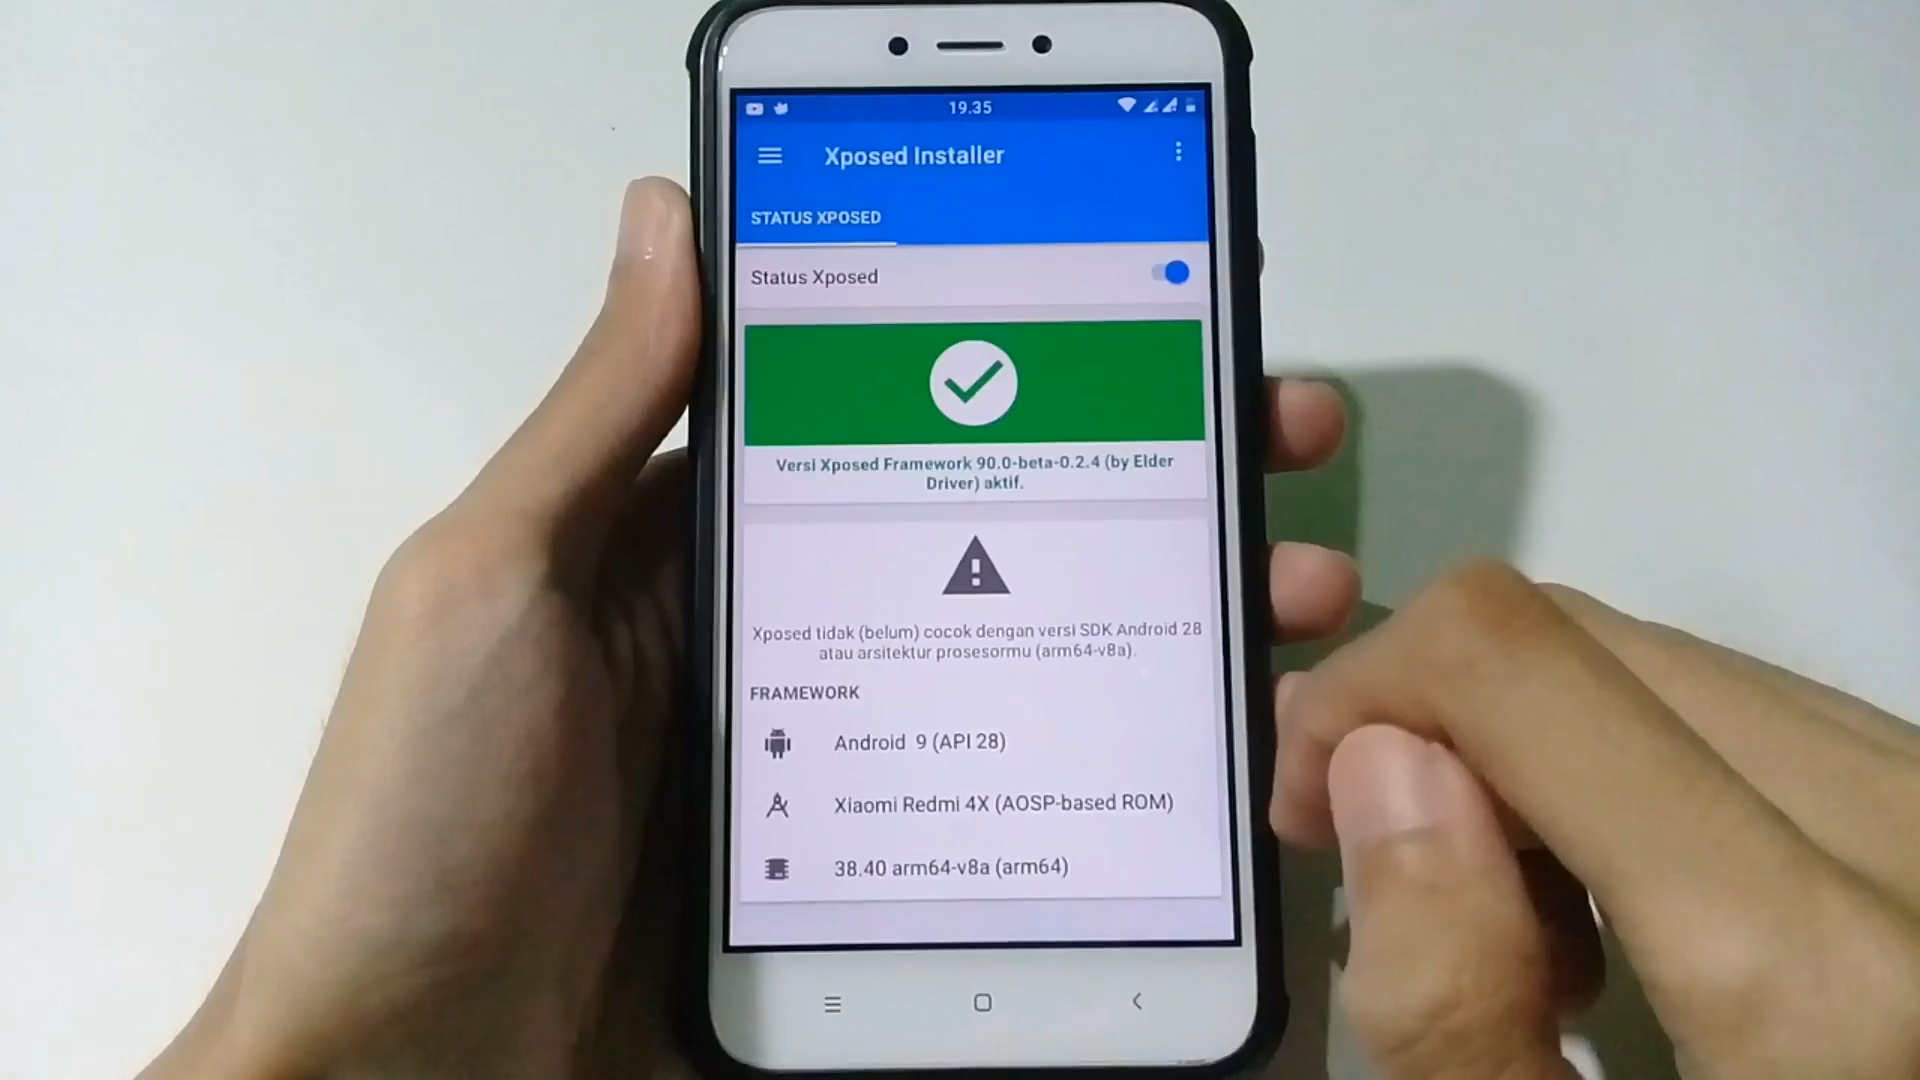 19.35
Xposed Installer
STATUS XPOSED
Status Xposed
Versi Xposed Framework 90.0-beta-0.2.4 (by Elder
Driver) aktif.
Xposed tidak (belum) cocok dengan versi SDK Android 28
atau arsitektur prosesormu (arm64-v8a).
FRAMEWORK
Android 9 (API 28)
Xiaomi Redmi 4X (AOSP-based ROM)
38.40 arm64-v8a (arm64)